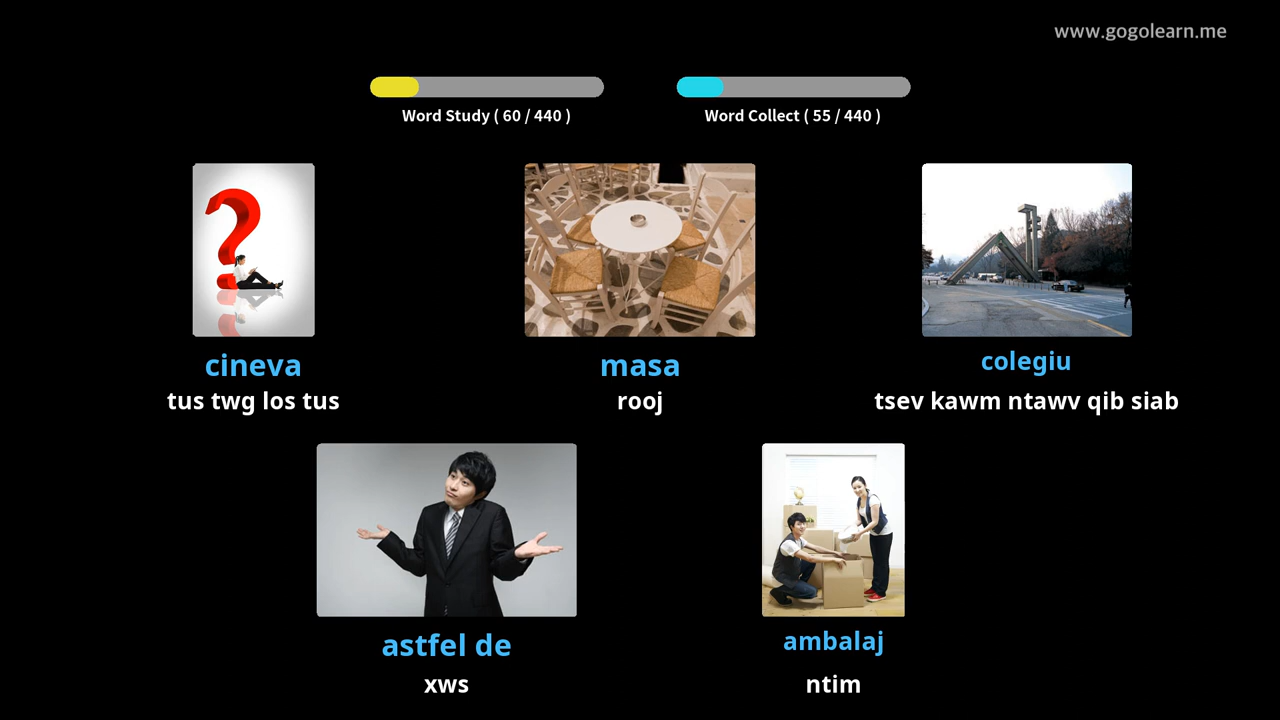 www.gogolearn.me
Word Study ( 60 / 440 )
Word Collect ( 55 / 440 )
cineva
tus twg los tus
masa
rooj
colegiu
tsev kawm ntawv qib siab
astfel de
xws
ambalaj
ntim